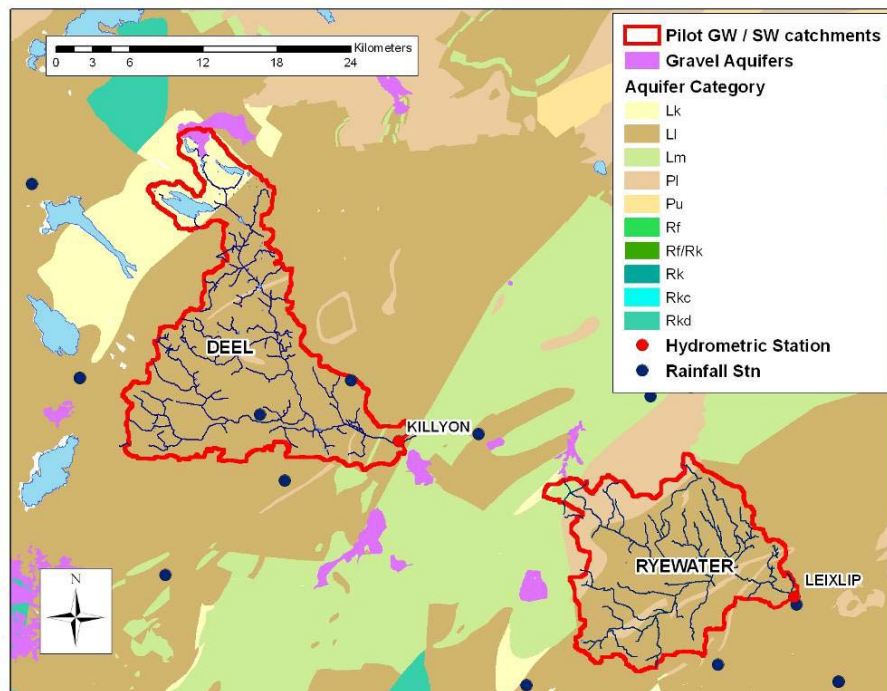 Kilometers
0 3 6 12 18 24
Pilot GW / SW catchments
Gravel Aquifers
Aquifer Category
Lk
Ll
Lm
Pl
Pu
Rf
Rf/Rk
Rk
Rkc
Rkd
Hydrometric Station
Rainfall Stn
DEEL
KILLYON
RYEWATER
LEIXLIP
N